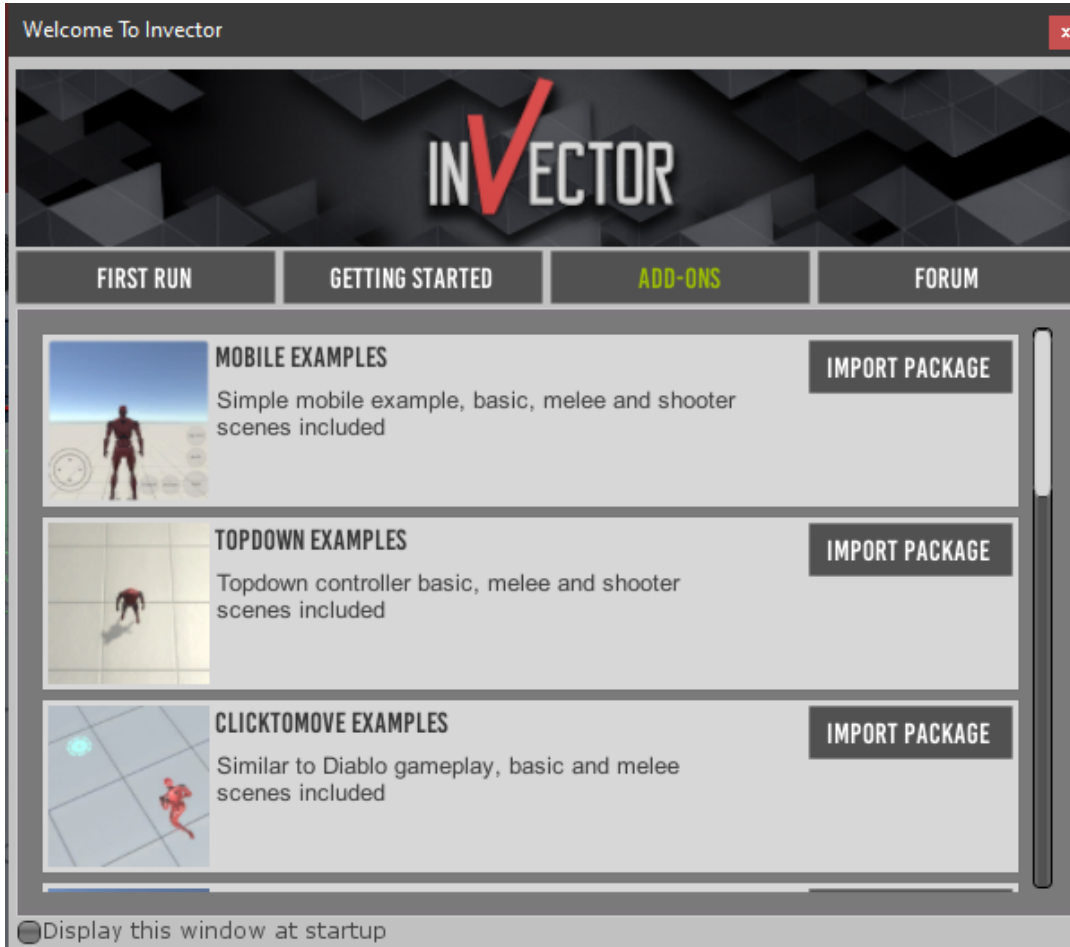 Welcome To Invector
x
INVECTOR
FIRST RUN
GETTING STARTED
ADD-ONS
FORUM
MOBILE EXAMPLES
IMPORT PACKAGE
Simple mobile example, basic, melee and shooter
scenes included
TOPDOWN EXAMPLES
IMPORT PACKAGE
Topdown controller basic, melee and shooter
scenes included
CLICKTOMOVE EXAMPLES
IMPORT PACKAGE
Similar to Diablo gameplay, basic and melee
scenes included
Display this window at startup